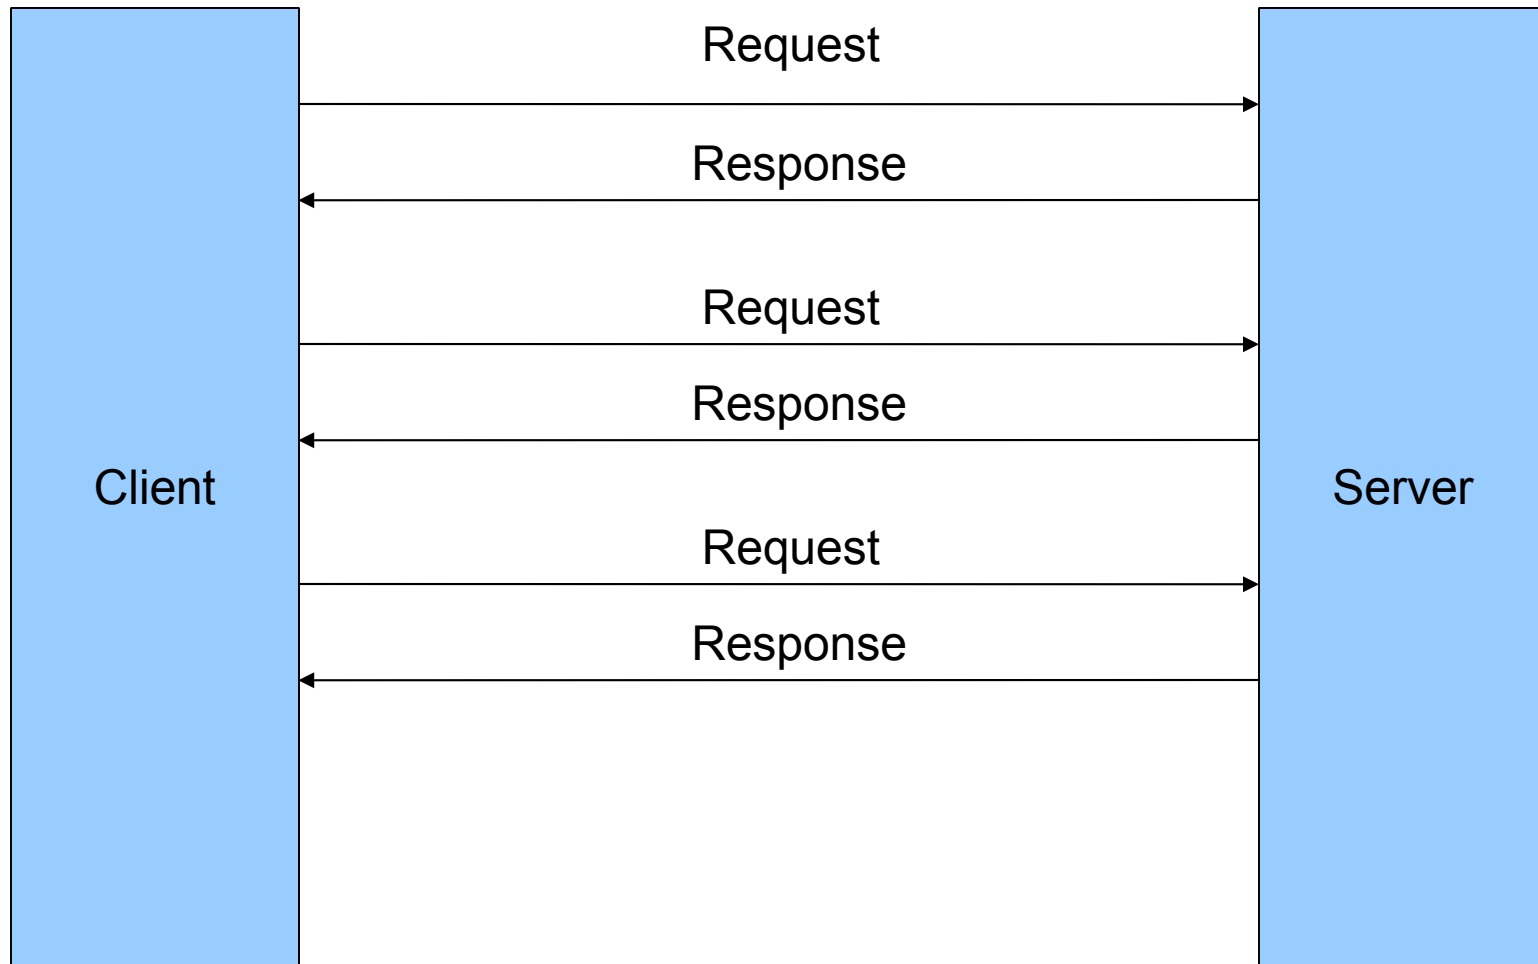 Request
Response
Request
Response
Client
Server
Request
Response